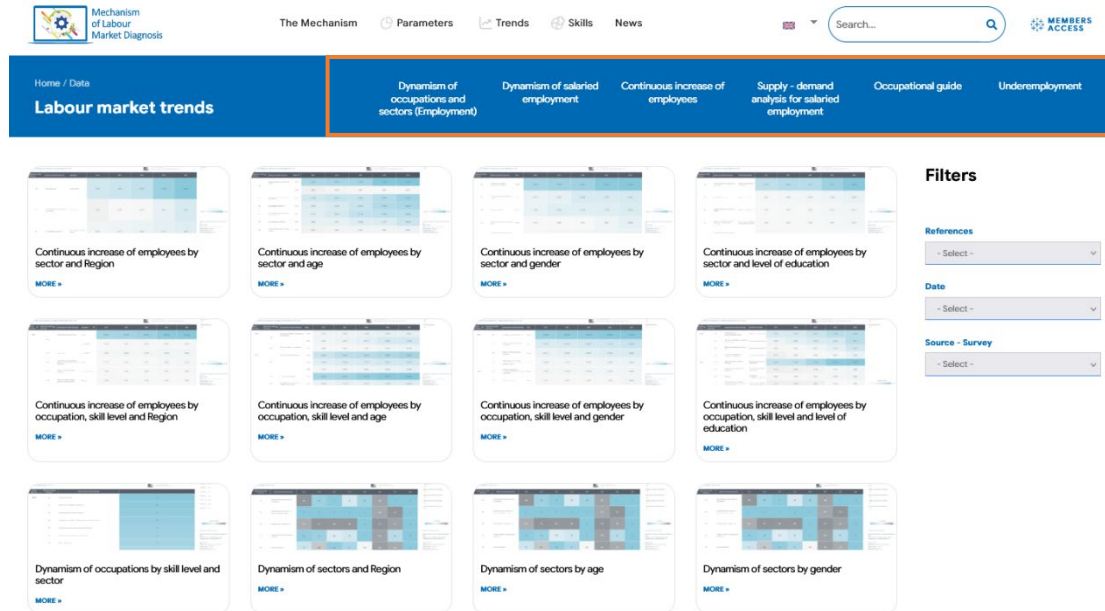 Mechanism
of Labour
Market Diagnosis
The Mechanism
Parameters
Trends
Skills
News
Search...
MEMBERS
ACCESS
Home / Data
Labour market trends
Dynamism of
occupations and
sectors (Employment)
Dynamism of salaried
employment
Continuous increase of
employees
Supply - demand
analysis for salaried
employment
Occupational guide
Underemployment
Continuous increase of employees by
sector and Region
MORE »
Continuous increase of employees by
sector and age
MORE »
Continuous increase of employees by
sector and gender
MORE »
Continuous increase of employees by
sector and level of education
MORE »
Filters
References
- Select -
Date
- Select -
Source - Survey
- Select -
Continuous increase of employees by
occupation, skill level and Region
MORE »
Continuous increase of employees by
occupation, skill level and age
MORE »
Continuous increase of employees by
occupation, skill level and gender
MORE »
Continuous increase of employees by
occupation, skill level and level of
education
MORE »
Dynamism of occupations by skill level and
sector
MORE »
Dynamism of sectors and Region
MORE »
Dynamism of sectors by age
MORE »
Dynamism of sectors by gender
MORE »